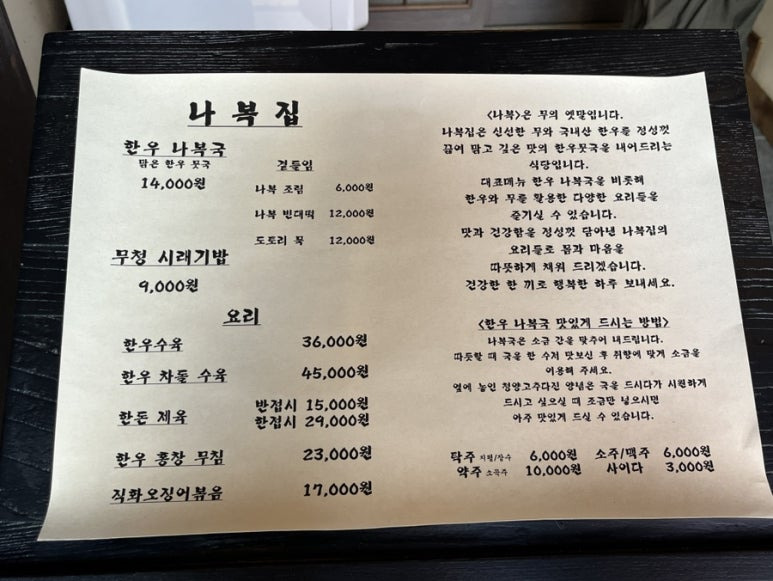 나복집
한우 나복국
맑은 한우 뭇국
14,000원
곁들임
나복 조림 6,000원
나복 빈대떡 12,000원
도토리 묵 12,000원
무청 시래기밥
9,000원
요리
한우수육 36,000원
한우 차돌 수육 45,000원
한돈 제육 반접시 15,000원
한접시 29,000원
한우 홍창 무침 23,000원
직화오징어볶음 17,000원
<나복>은 무의 옛말입니다.
나복집은 신선한 무와 국내산 한우를 정성껏
끓여 맑고 깊은 맛의 한우뭇국을 내어드리는
식당입니다.
대표메뉴 한우 나복국을 비롯해
한우와 무를 활용한 다양한 요리들을
즐기실 수 있습니다.
맛과 건강함을 정성껏 담아낸 나복집의
요리들로 몸과 마음을
따뜻하게 채워 드리겠습니다.
건강한 한 끼로 행복한 하루 보내세요.
<한우 나복국 맛있게 드시는 방법>
나복국은 소금 간을 맞추어 내드립니다.
따뜻할 때 국을 한 수저 맛보신 후 취향에 맞게 소금을
이용해 주세요.
옆에 놓인 청양고추다진 양념은 국을 드시다가 시원하게
드시고 싶으실 때 조금만 넣으시면
아주 맛있게 드실 수 있습니다.
탁주 지평/장수 6,000원 소주/맥주 6,000원
약주 소곡주 10,000원 사이다 3,000원